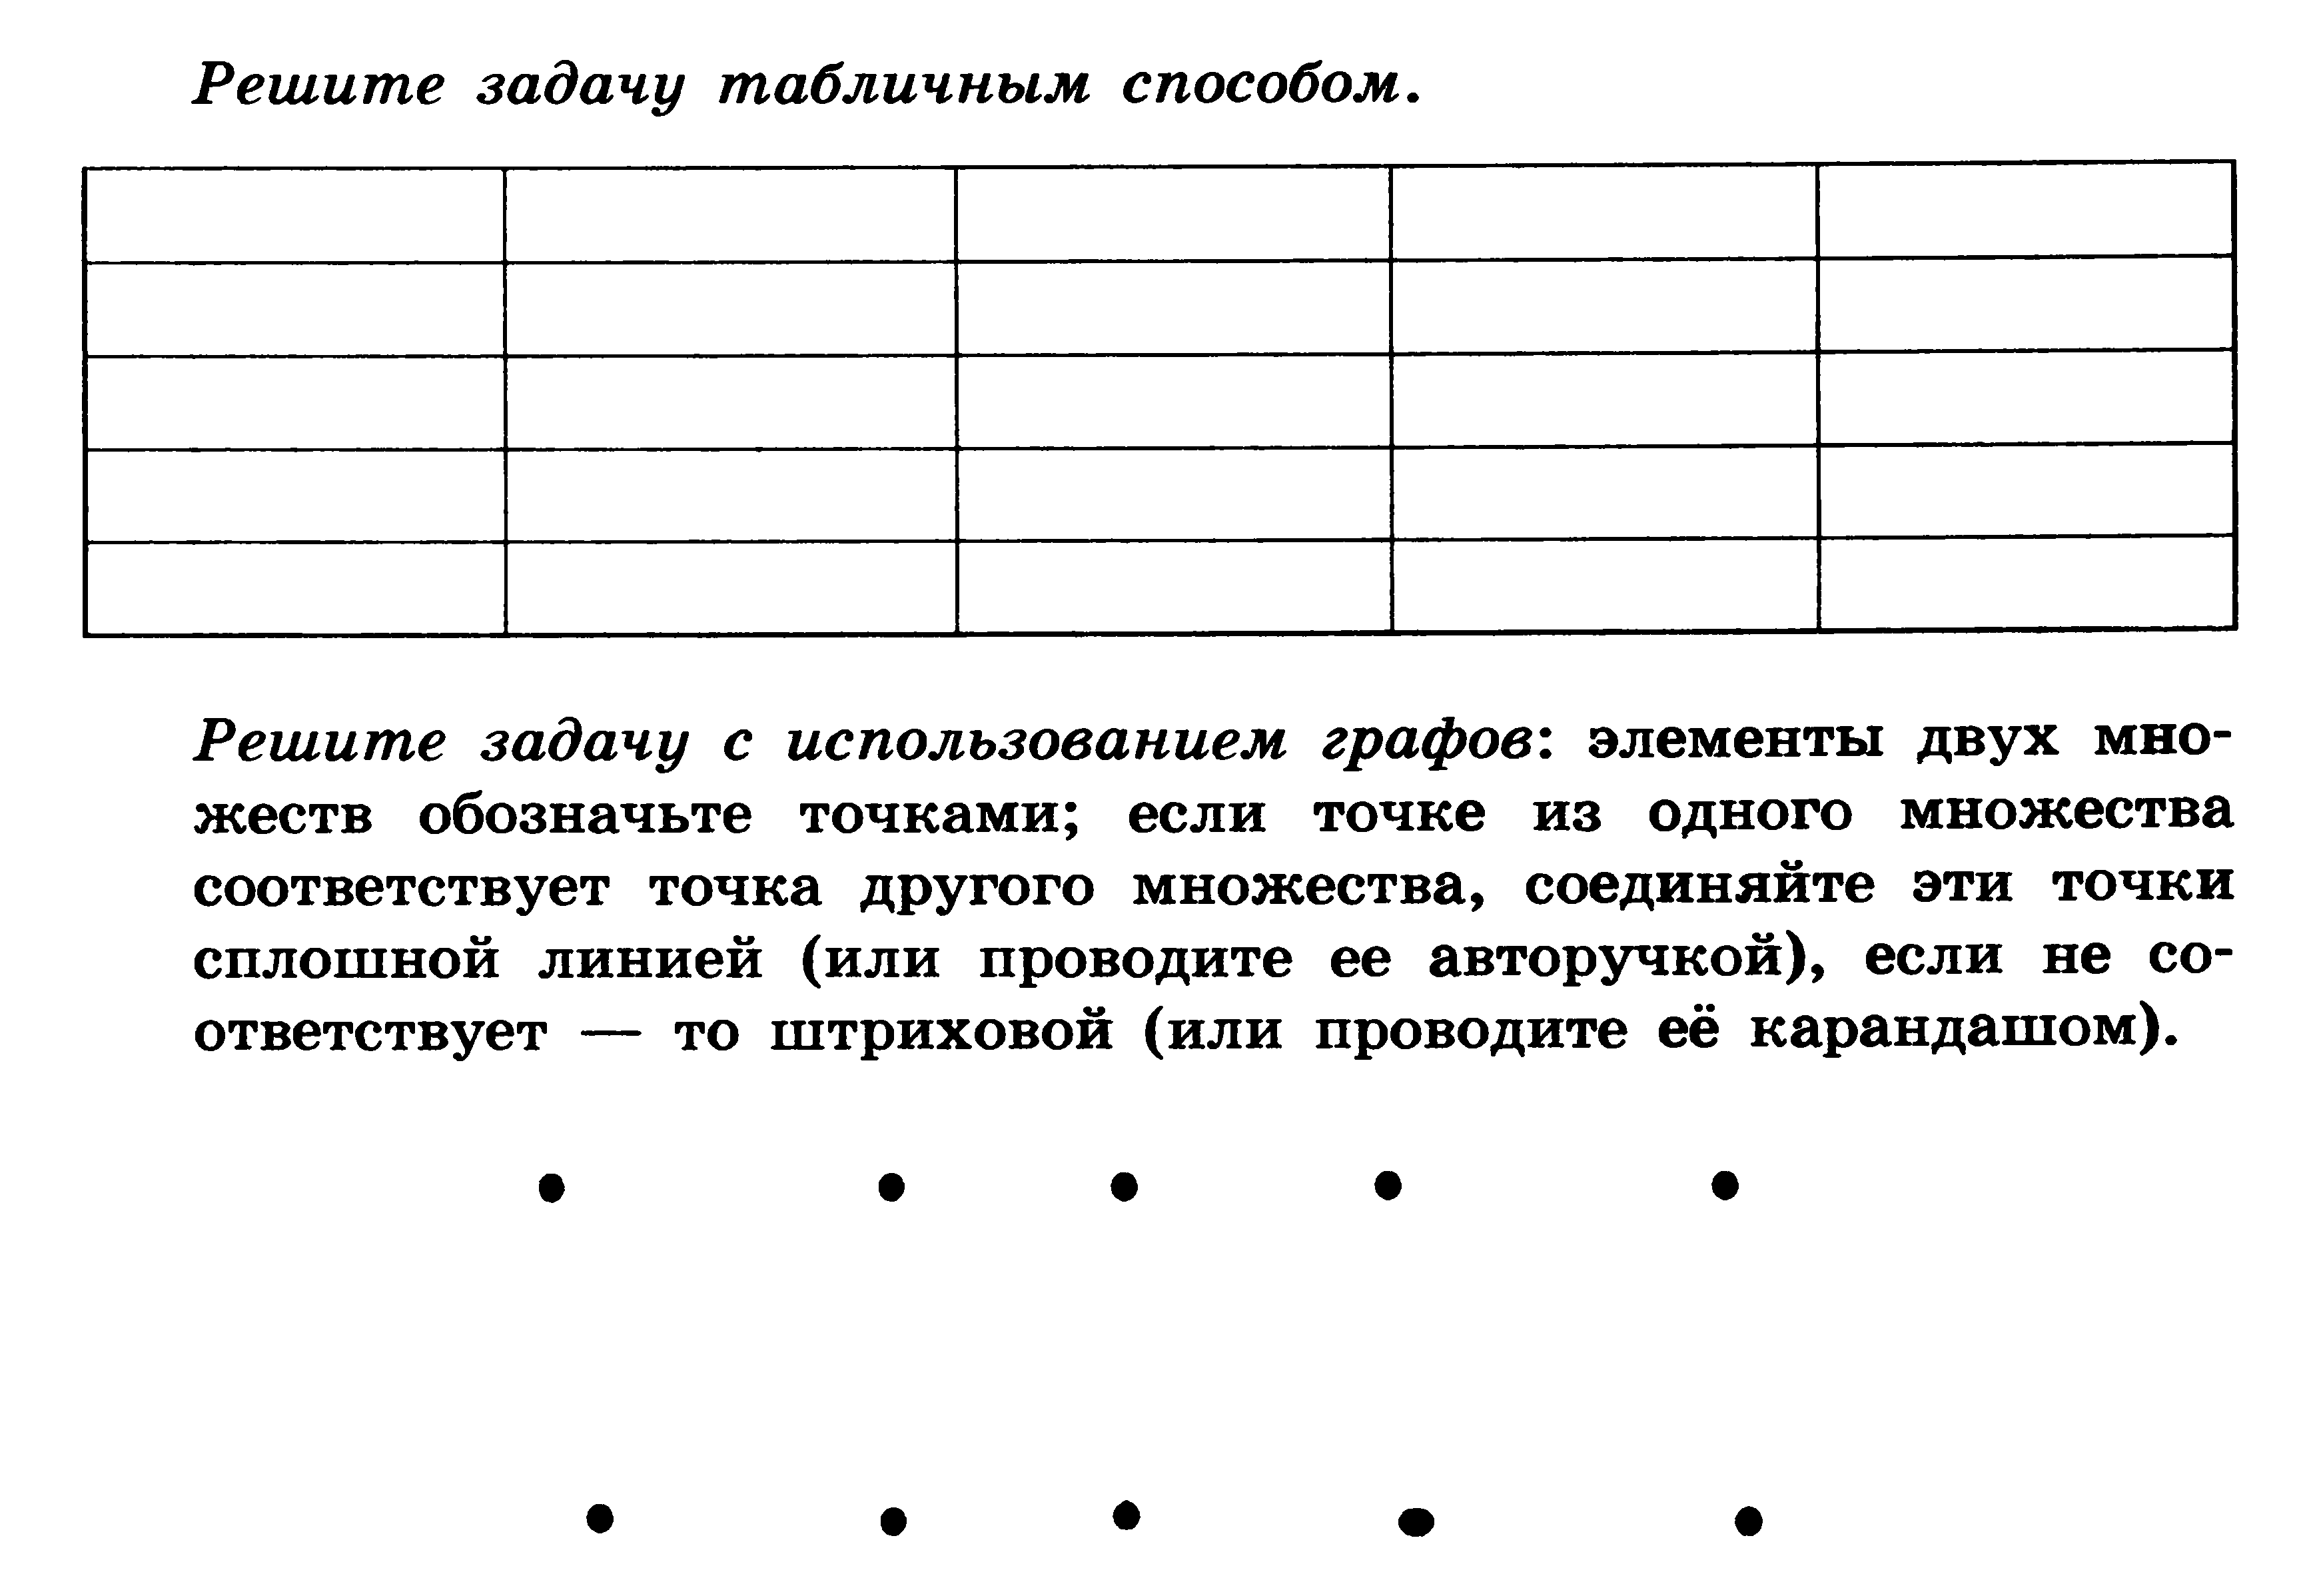 Решите задачу табличным способом.
Решите задачу с использованием графов: элементы двух мно-
жеств обозначьте точками; если точке из одного множества
соответствует точка другого множества, соединяйте эти точки
сплошной линией (или проводите ее авторучкой), если не со-
ответствует — то штриховой (или проводите её карандашом).